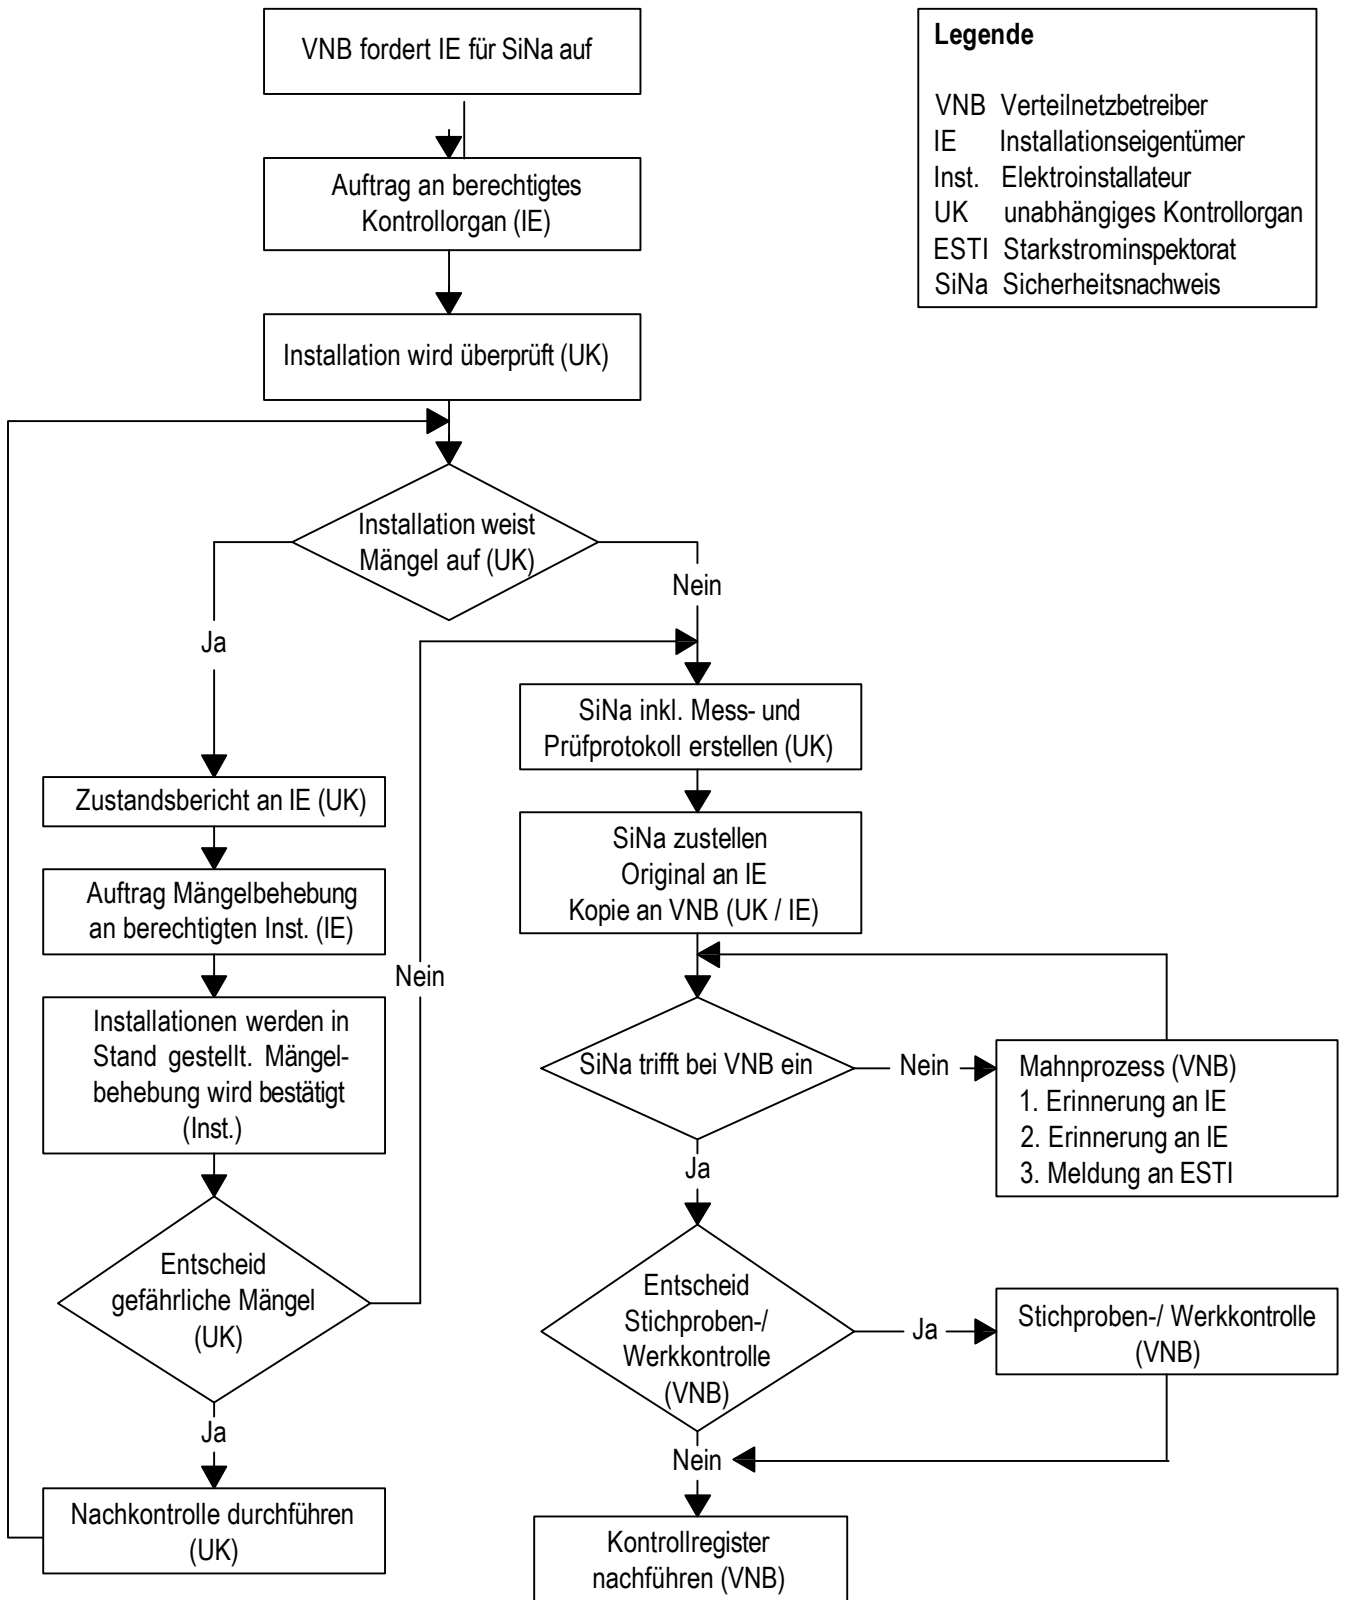 VNB fordert IE für SiNa auf
Legende
VNB Verteilnetzbetreiber
IE Installationseigentümer
Inst. Elektroinstallateur
UK unabhängiges Kontrollorgan
ESTI Starkstrominspektorat
SiNa Sicherheitsnachweis
Auftrag an berechtigtes
Kontrollorgan (IE)
Installation wird überprüft (UK)
Installation weist
Mängel auf (UK)
Ja
Nein
Zustandsbericht an IE (UK)
Auftrag Mängelbehebung
an berechtigten Inst. (IE)
Installationen werden in
Stand gestellt. Mängel-
behebung wird bestätigt
(Inst.)
Entscheid
gefährliche Mängel
(UK)
Nein
Ja
Nachkontrolle durchführen
(UK)
SiNa inkl. Mess- und
Prüfprotokoll erstellen (UK)
SiNa zustellen
Original an IE
Kopie an VNB (UK / IE)
SiNa trifft bei VNB ein
Nein
Mahnprozess (VNB)
1. Erinnerung an IE
2. Erinnerung an IE
3. Meldung an ESTI
Ja
Entscheid
Stichproben-/
Werkkontrolle
(VNB)
Ja
Stichproben-/ Werkkontrolle
(VNB)
Nein
Kontrollregister
nachführen (VNB)